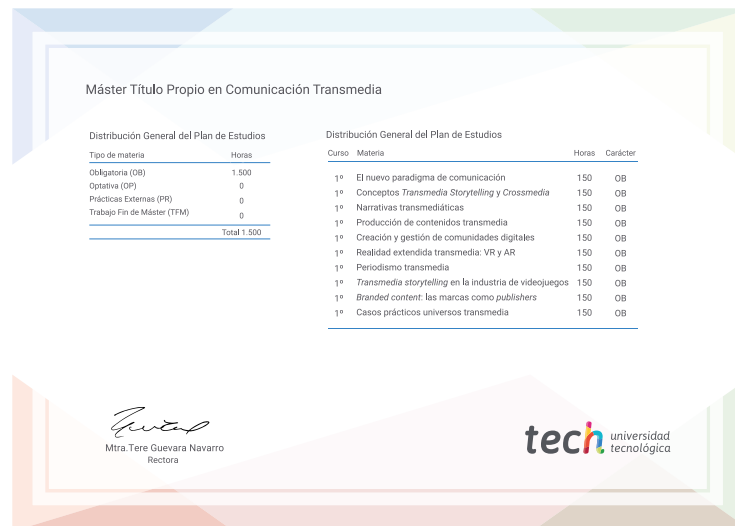 Máster Título Propio en Comunicación Transmedia
Distribución General del Plan de Estudios
Tipo de materia Horas
Obligatoria (OB) 1.500
Optativa (OP) 0
Prácticas Externas (PR) 0
Trabajo Fin de Máster (TFM) 0
Total 1.500
Distribución General del Plan de Estudios
Curso Materia Horas Carácter
1º El nuevo paradigma de comunicación 150 OB
1º Conceptos Transmedia Storytelling y Crossmedia 150 OB
1º Narrativas transmediáticas 150 OB
1º Producción de contenidos transmedia 150 OB
1º Creación y gestión de comunidades digitales 150 OB
1º Realidad extendida transmedia: VR y AR 150 OB
1º Periodismo transmedia 150 OB
1º Transmedia storytelling en la industria de videojuegos 150 OB
1º Branded content: las marcas como publishers 150 OB
1º Casos prácticos universos transmedia 150 OB
Mtra.Tere Guevara Navarro
Rectora
tech universidad
tecnológica